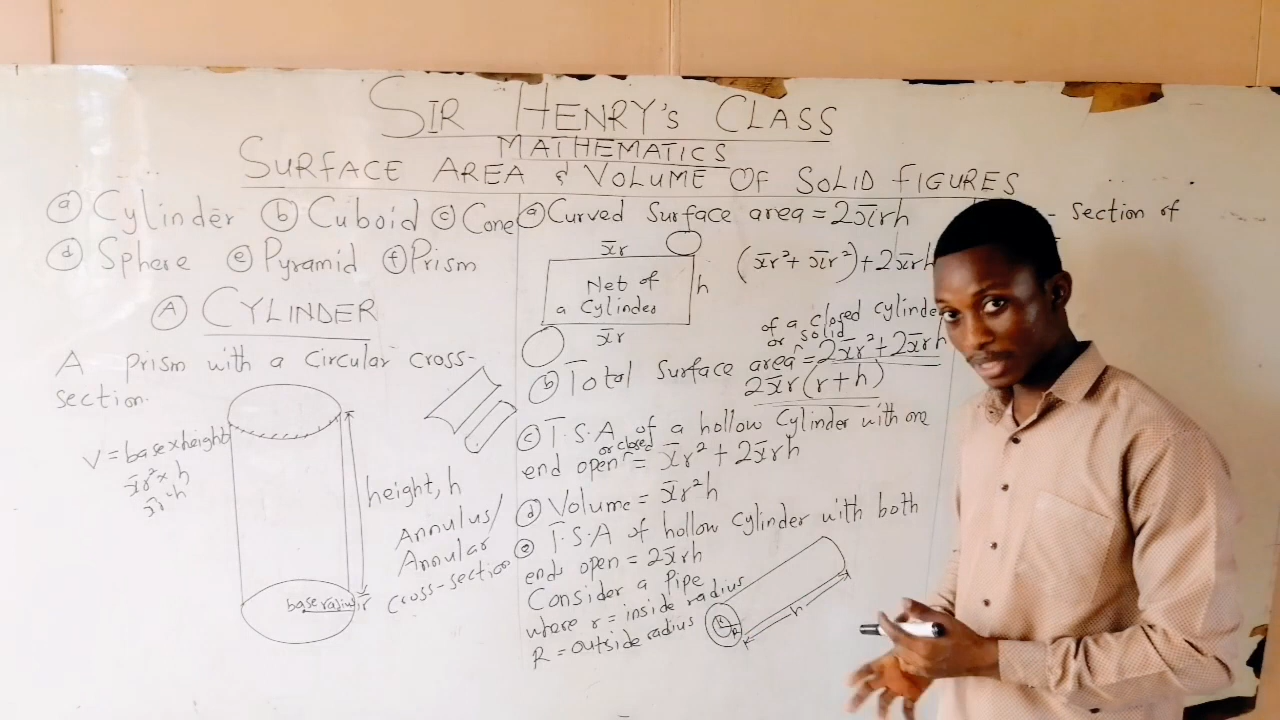 SIR HENRY'S CLASS
MATHEMATICS
SURFACE AREA & VOLUME OF SOLID FIGURES
ⓐ Cylinder ⓑ Cuboid ⓒ Cone
ⓓ Sphere ⓔ Pyramid ⓕ Prism
Ⓐ CYLINDER
A prism with a circular cross-
section.
V = base x height
πr² x h
πr²h
height, h
base radius r
Annulus/
Annular
cross-section
ⓐ Curved Surface area = 2πrh
πr
Net of
a Cylinder
h
πr
(πr² + πr²) + 2πrh
of a closed cylinder
or solid
ⓑ Total Surface area = 2πr² + 2πrh
2πr(r+h)
ⓒ T.S.A of a hollow Cylinder with one
or closed
end open = πr² + 2πrh
ⓓ Volume = πr²h
ⓔ T.S.A of hollow cylinder with both
ends open = 2πrh
Consider a Pipe
where r = inside radius
R = outside radius
r
R
h
- section of